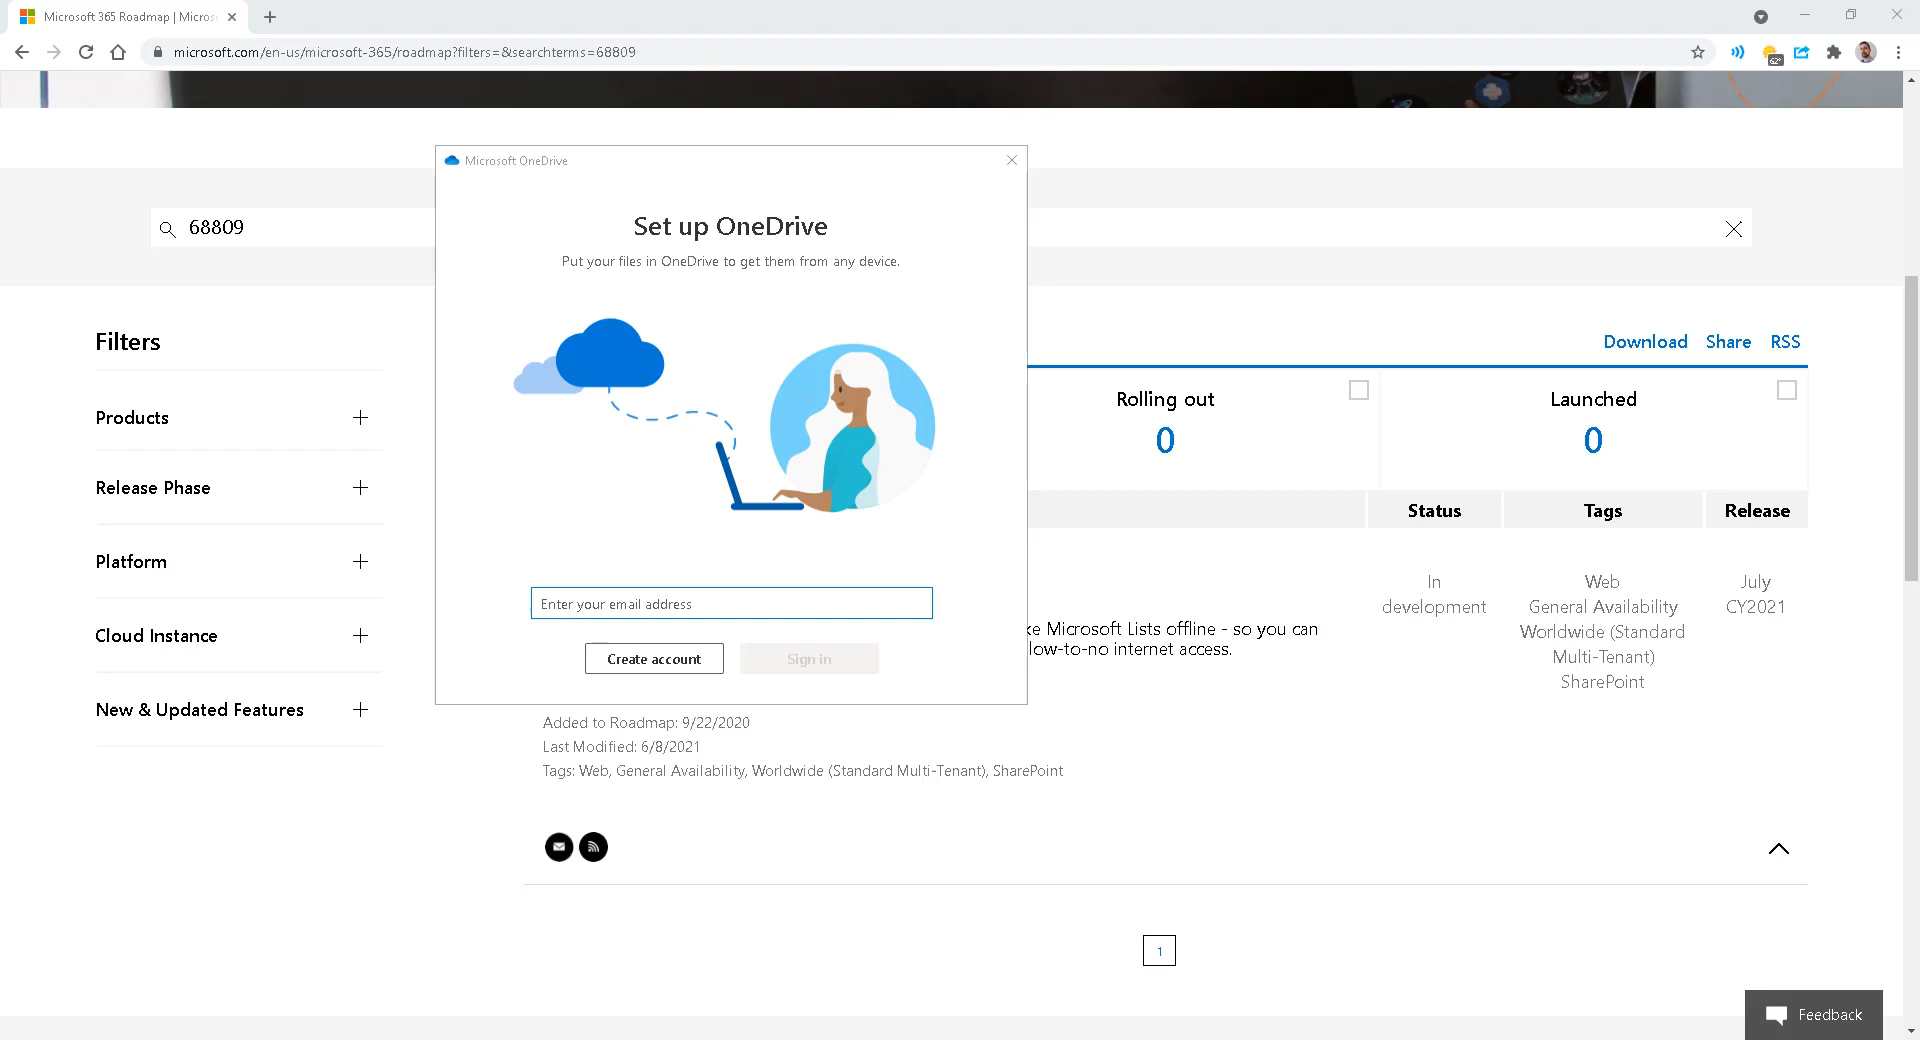 Microsoft 365 Roadmap | Micros
microsoft.com/en-us/microsoft-365/roadmap?filters=&searchterms=68809
62°
Microsoft OneDrive
Set up OneDrive
Put your files in OneDrive to get them from any device.
Enter your email address
Create account
Sign in
68809
Filters
Products
Release Phase
Platform
Cloud Instance
New & Updated Features
Download Share RSS
Rolling out
0
Launched
0
Status Tags Release
In
development
Web
General Availability
Worldwide (Standard
Multi-Tenant)
SharePoint
July
CY2021
ke Microsoft Lists offline - so you can
low-to-no internet access.
Added to Roadmap: 9/22/2020
Last Modified: 6/8/2021
Tags: Web, General Availability, Worldwide (Standard Multi-Tenant), SharePoint
1
Feedback